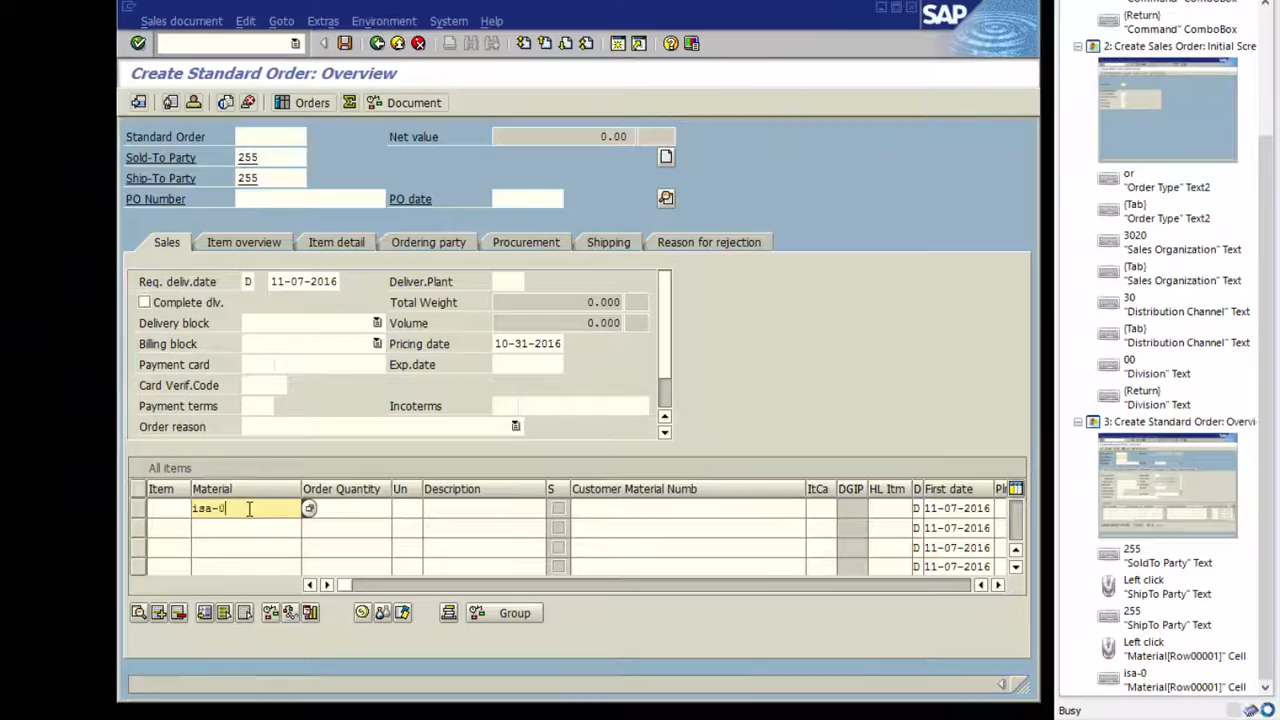 Sales document Edit Goto Extras Environment System Help
SAP
Create Standard Order: Overview
Orders Document
Standard Order Net value 0.00
Sold-To Party 255
Ship-To Party 255
PO Number PO date
Sales Item overview Item detail Ordering party Procurement Shipping Reason for rejection
Req. deliv.date D 11-07-2016 Deliver.Plant
Complete dlv. Total Weight 0.000
Delivery block Volume 0.000
Billing block Pricing date 10-31-2016
Payment card Exp.date
Card Verif.Code
Payment terms Incoterms
Order reason
All items
Item Material Order Quantity Description S Customer Material Numb ItCa DGIP HL Itm D First date Pln
isa-0 D 11-07-2016
D 11-07-2016
D 11-07-2016
D 11-07-2016
Group
{Return}
"Command" ComboBox
2: Create Sales Order: Initial Scre
or
"Order Type" Text2
{Tab}
"Order Type" Text2
3020
"Sales Organization" Text
{Tab}
"Sales Organization" Text
30
"Distribution Channel" Text
{Tab}
"Distribution Channel" Text
00
"Division" Text
{Return}
"Division" Text
3: Create Standard Order: Overvi
255
"SoldTo Party" Text
Left click
"ShipTo Party" Text
255
"ShipTo Party" Text
Left click
"Material[Row00001]" Cell
isa-0
"Material[Row00001]" Cell
Busy